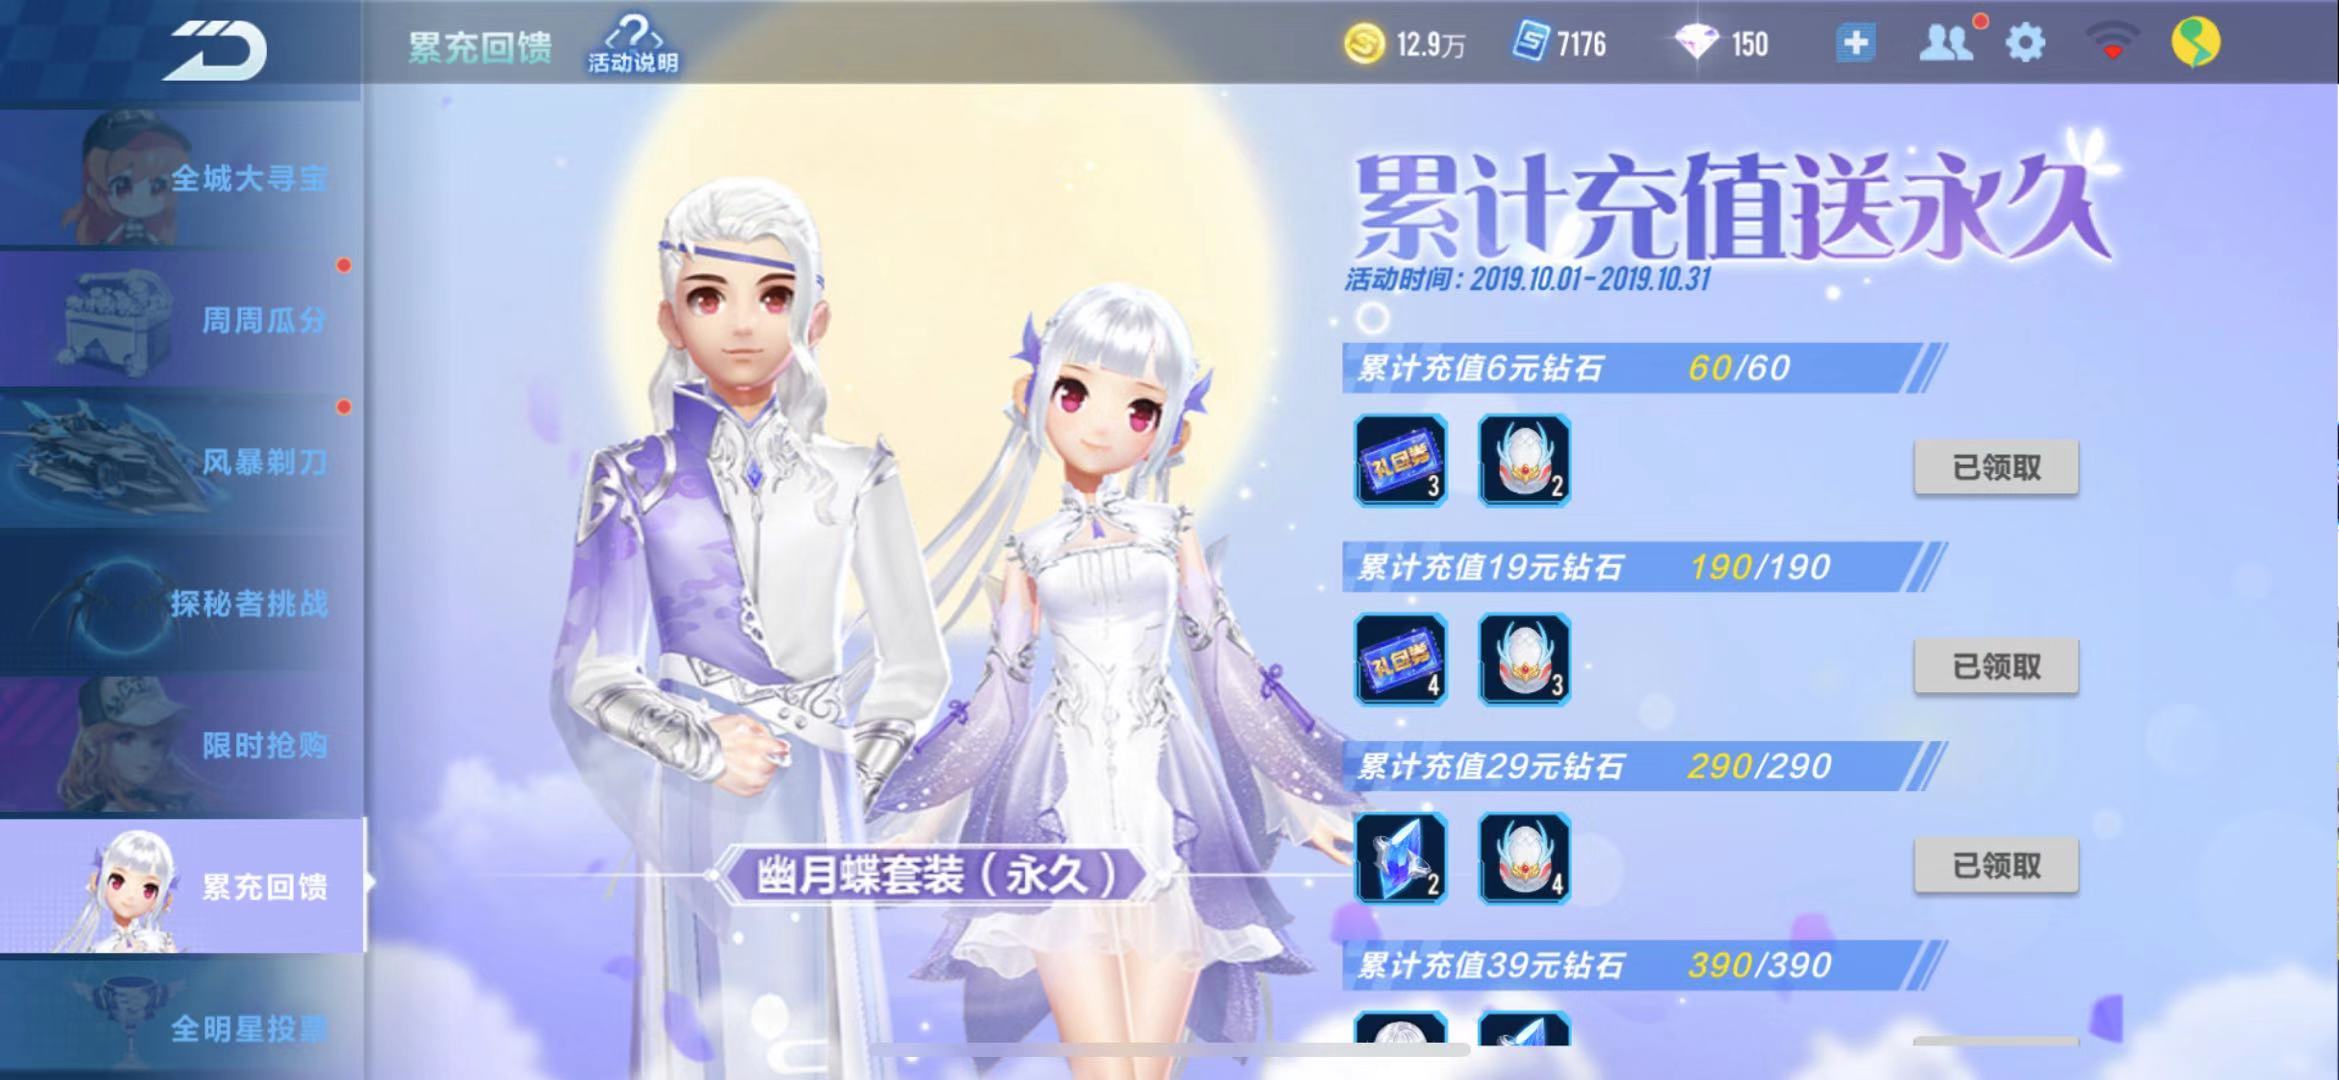 累充回馈
活动说明
12.9万
7176
150
全城大寻宝
周周瓜分
风暴剃刀
探秘者挑战
限时抢购
累充回馈
全明星投票
幽月蝶套装（永久）
累计充值送永久
活动时间：2019.10.01-2019.10.31
累计充值6元钻石 60/60
礼包券 3
2
已领取
累计充值19元钻石 190/190
礼包券 4
3
已领取
累计充值29元钻石 290/290
2
4
已领取
累计充值39元钻石 390/390